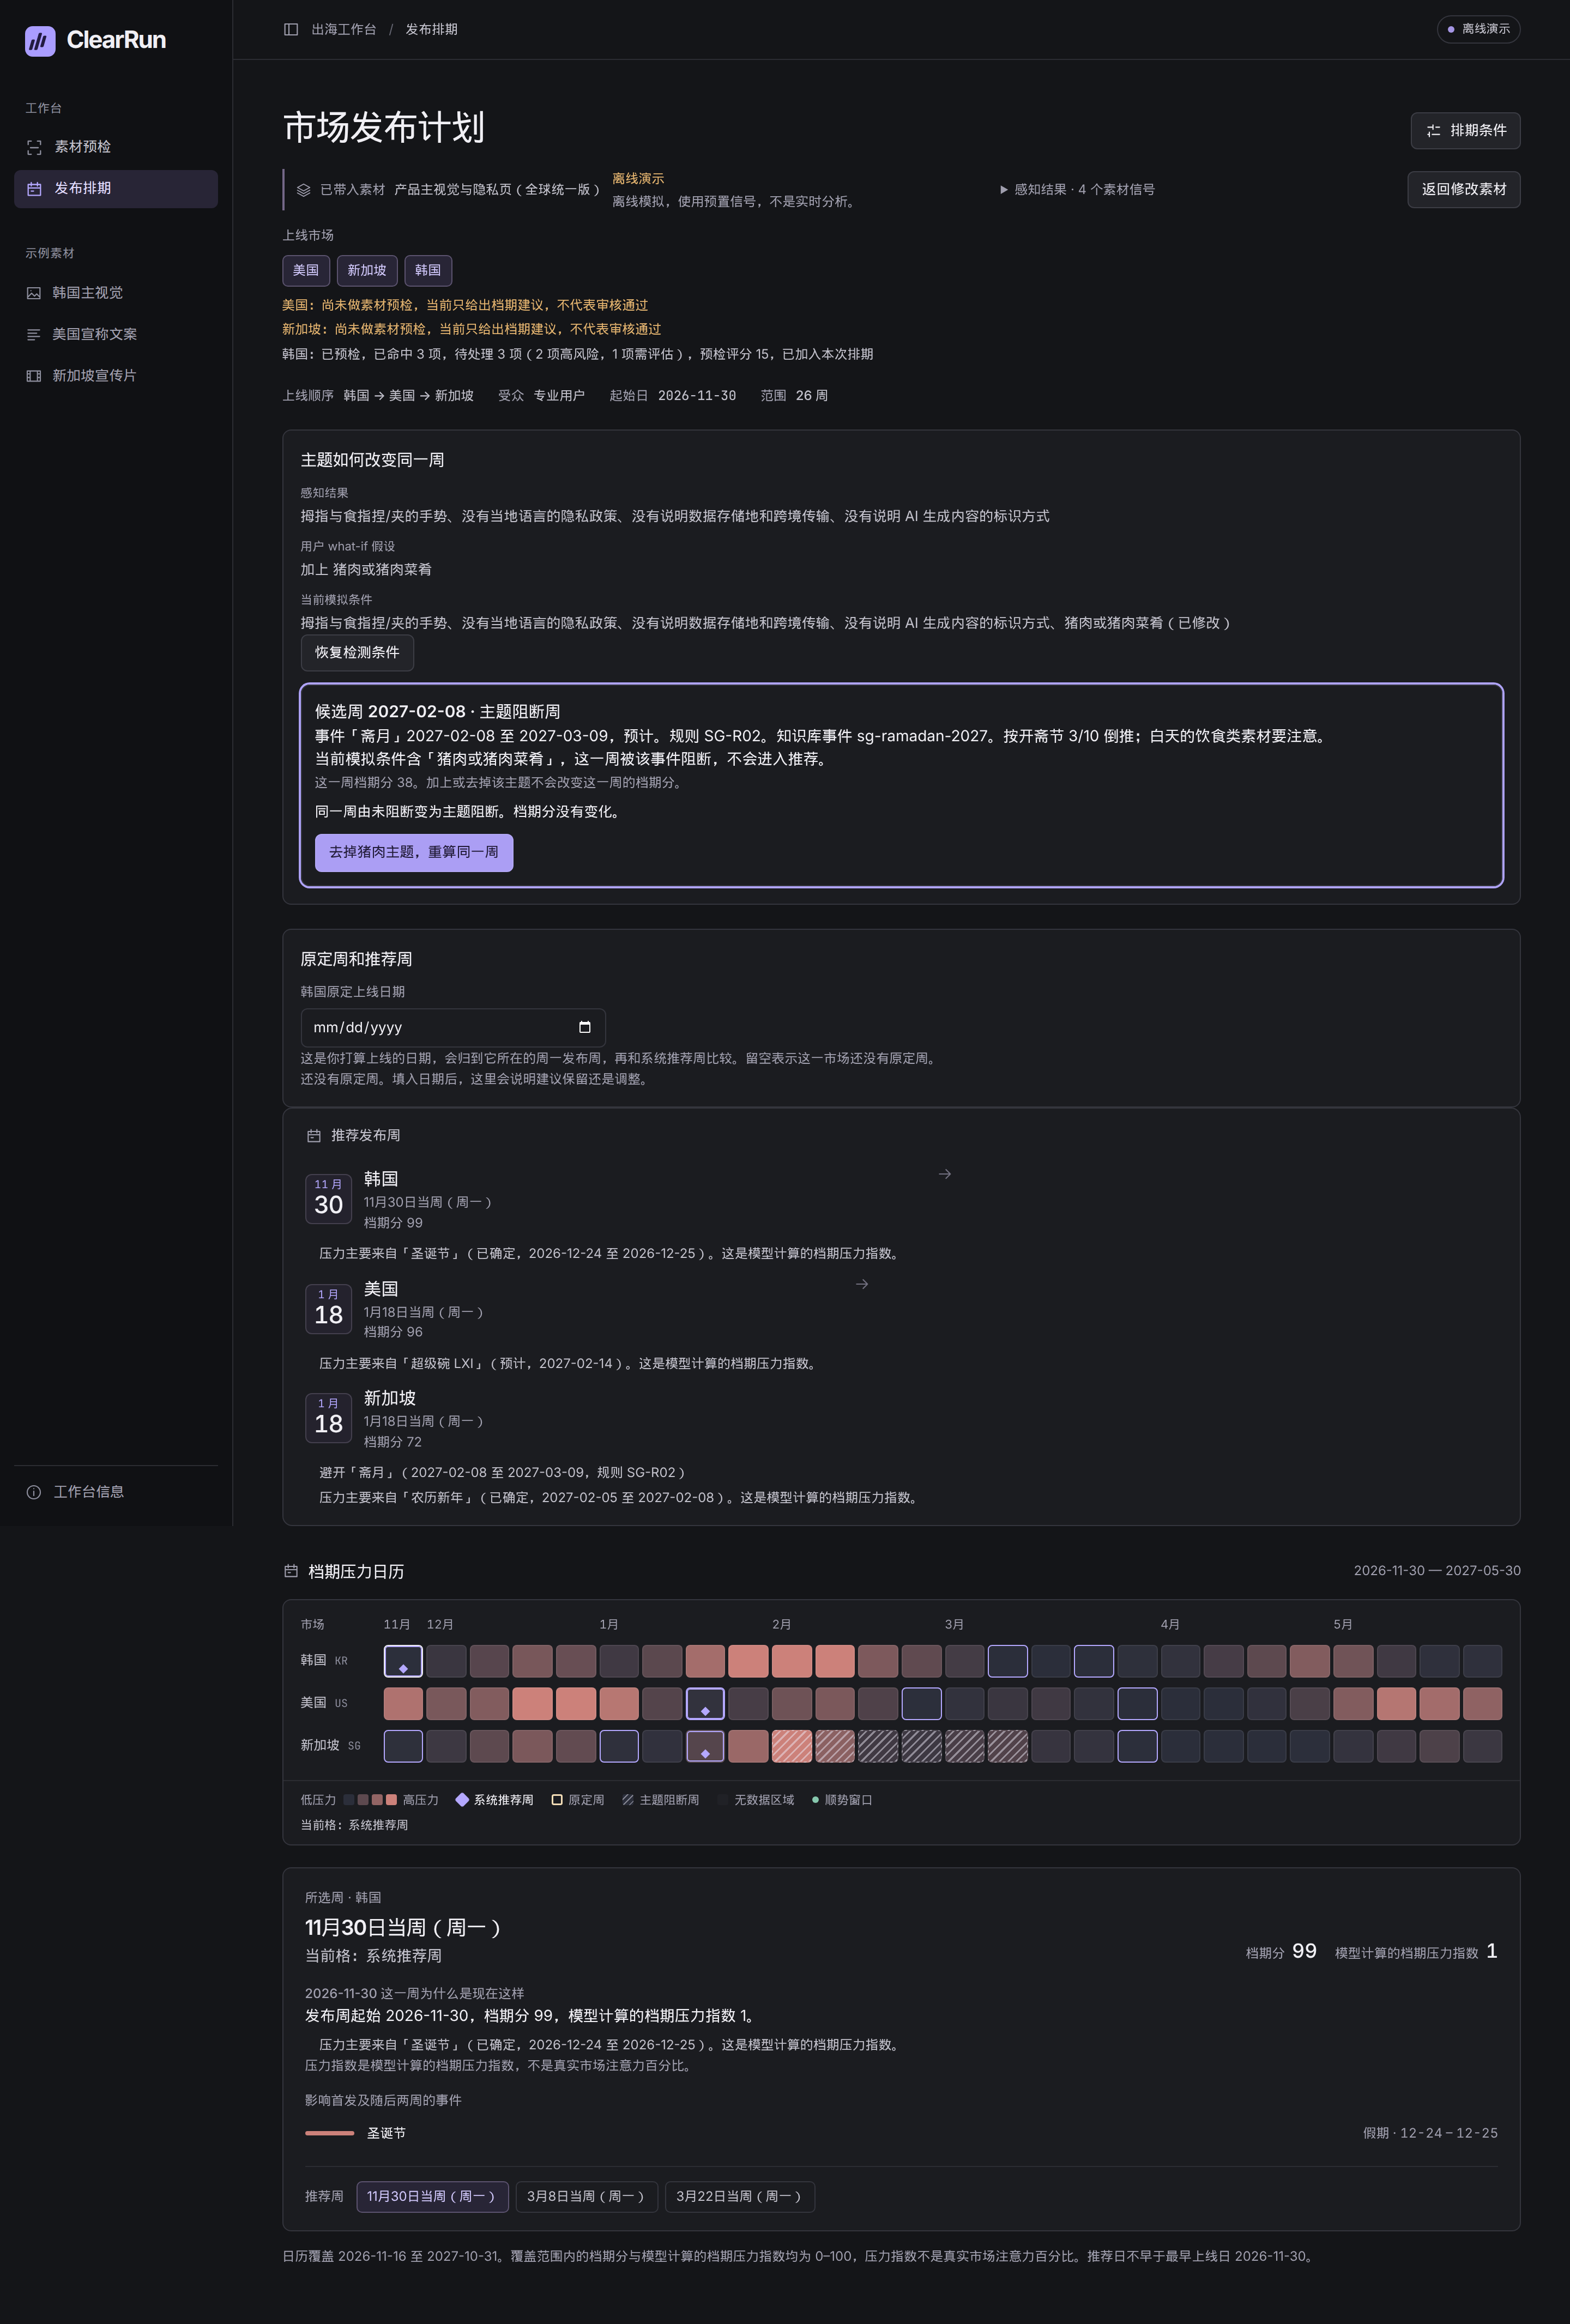 ClearRun
出海工作台 / 发布排期
离线演示
工作台
素材预检
发布排期
示例素材
韩国主视觉
美国宣称文案
新加坡宣传片
工作台信息
市场发布计划
排期条件
已带入素材 产品主视觉与隐私页（全球统一版）
离线演示
离线模拟，使用预置信号，不是实时分析。
感知结果 · 4 个素材信号
返回修改素材
上线市场
美国 新加坡 韩国
美国：尚未做素材预检，当前只给出档期建议，不代表审核通过
新加坡：尚未做素材预检，当前只给出档期建议，不代表审核通过
韩国：已预检，已命中 3 项，待处理 3 项（2 项高风险，1 项需评估），预检评分 15，已加入本次排期
上线顺序 韩国 → 美国 → 新加坡 受众 专业用户 起始日 2026-11-30 范围 26 周
主题如何改变同一周
感知结果
拇指与食指捏/夹的手势、没有当地语言的隐私政策、没有说明数据存储地和跨境传输、没有说明 AI 生成内容的标识方式
用户 what-if 假设
加上 猪肉或猪肉菜肴
当前模拟条件
拇指与食指捏/夹的手势、没有当地语言的隐私政策、没有说明数据存储地和跨境传输、没有说明 AI 生成内容的标识方式、猪肉或猪肉菜肴（已修改）
恢复检测条件
候选周 2027-02-08 · 主题阻断周
事件「斋月」2027-02-08 至 2027-03-09，预计。规则 SG-R02。知识库事件 sg-ramadan-2027。按开斋节 3/10 倒推；白天的饮食类素材要注意。
当前模拟条件含「猪肉或猪肉菜肴」，这一周被该事件阻断，不会进入推荐。
这一周档期分 38。加上或去掉该主题不会改变这一周的档期分。
同一周由未阻断变为主题阻断。档期分没有变化。
去掉猪肉主题，重算同一周
原定周和推荐周
韩国原定上线日期
mm/dd/yyyy
这是你打算上线的日期，会归到它所在的周一发布周，再和系统推荐周比较。留空表示这一市场还没有原定周。
还没有原定周。填入日期后，这里会说明建议保留还是调整。
推荐发布周
11 月
30
韩国
11月30日当周（周一）
档期分 99
→
压力主要来自「圣诞节」（已确定，2026-12-24 至 2026-12-25）。这是模型计算的档期压力指数。
1 月
18
美国
1月18日当周（周一）
档期分 96
→
压力主要来自「超级碗 LXI」（预计，2027-02-14）。这是模型计算的档期压力指数。
1 月
18
新加坡
1月18日当周（周一）
档期分 72
避开「斋月」（2027-02-08 至 2027-03-09，规则 SG-R02）
压力主要来自「农历新年」（已确定，2027-02-05 至 2027-02-08）。这是模型计算的档期压力指数。
档期压力日历
2026-11-30 — 2027-05-30
市场 11月 12月 1月 2月 3月 4月 5月
韩国 KR
美国 US
新加坡 SG
低压力 高压力 系统推荐周 原定周 主题阻断周 无数据区域 顺势窗口
当前格：系统推荐周
所选周 · 韩国
11月30日当周（周一）
当前格：系统推荐周
档期分 99 模型计算的档期压力指数 1
2026-11-30 这一周为什么是现在这样
发布周起始 2026-11-30，档期分 99，模型计算的档期压力指数 1。
压力主要来自「圣诞节」（已确定，2026-12-24 至 2026-12-25）。这是模型计算的档期压力指数。
压力指数是模型计算的档期压力指数，不是真实市场注意力百分比。
影响首发及随后两周的事件
圣诞节
假期 · 12-24 – 12-25
推荐周 11月30日当周（周一） 3月8日当周（周一） 3月22日当周（周一）
日历覆盖 2026-11-16 至 2027-10-31。覆盖范围内的档期分与模型计算的档期压力指数均为 0–100，压力指数不是真实市场注意力百分比。推荐日不早于最早上线日 2026-11-30。